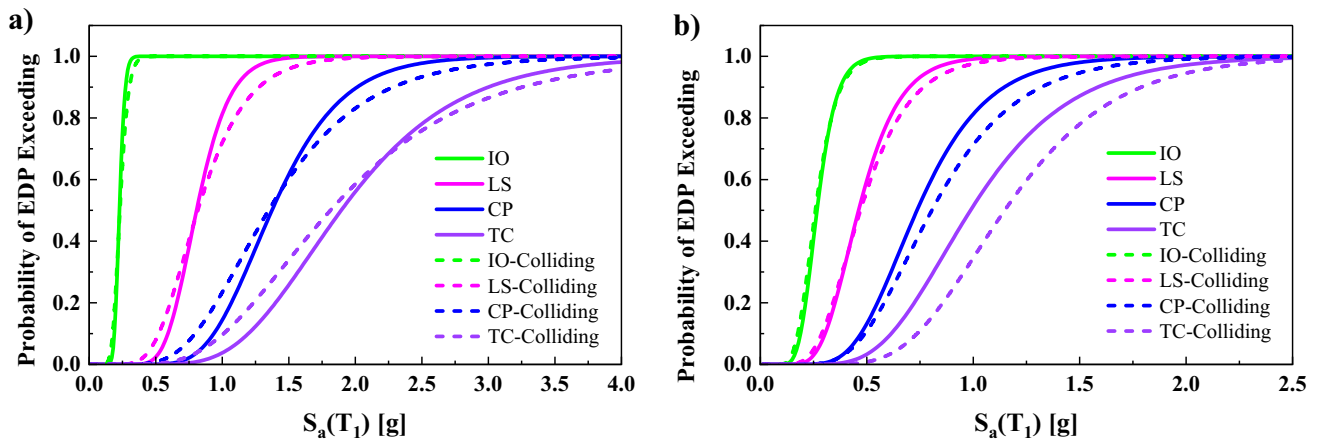 a)
Probability of EDP Exceeding
1.0
0.8
0.6
0.4
0.2
0.0
IO
LS
CP
TC
IO-Colliding
LS-Colliding
CP-Colliding
TC-Colliding
0.0 0.5 1.0 1.5 2.0 2.5 3.0 3.5 4.0
Sa(T1) [g]
b)
Probability of EDP Exceeding
1.0
0.8
0.6
0.4
0.2
0.0
IO
LS
CP
TC
IO-Colliding
LS-Colliding
CP-Colliding
TC-Colliding
0.0 0.5 1.0 1.5 2.0 2.5
Sa(T1) [g]